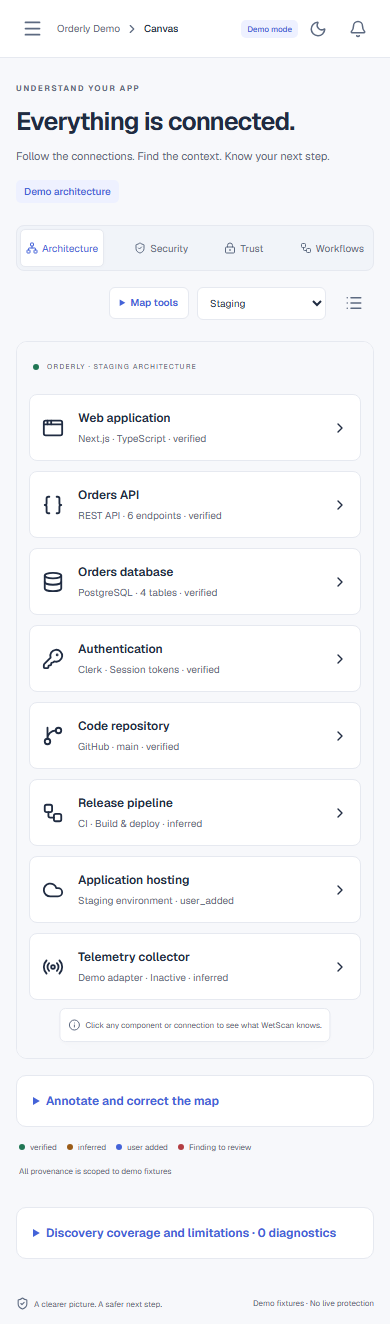 Orderly Demo > Canvas Demo mode
UNDERSTAND YOUR APP
Everything is connected.
Follow the connections. Find the context. Know your next step.
Demo architecture
Architecture Security Trust Workflows
Map tools Staging
ORDERLY · STAGING ARCHITECTURE
Web application
Next.js · TypeScript · verified
Orders API
REST API · 6 endpoints · verified
Orders database
PostgreSQL · 4 tables · verified
Authentication
Clerk · Session tokens · verified
Code repository
GitHub · main · verified
Release pipeline
CI · Build & deploy · inferred
Application hosting
Staging environment · user_added
Telemetry collector
Demo adapter · Inactive · inferred
Click any component or connection to see what WetScan knows.
Annotate and correct the map
verified inferred user added Finding to review
All provenance is scoped to demo fixtures
Discovery coverage and limitations · 0 diagnostics
A clearer picture. A safer next step. Demo fixtures · No live protection